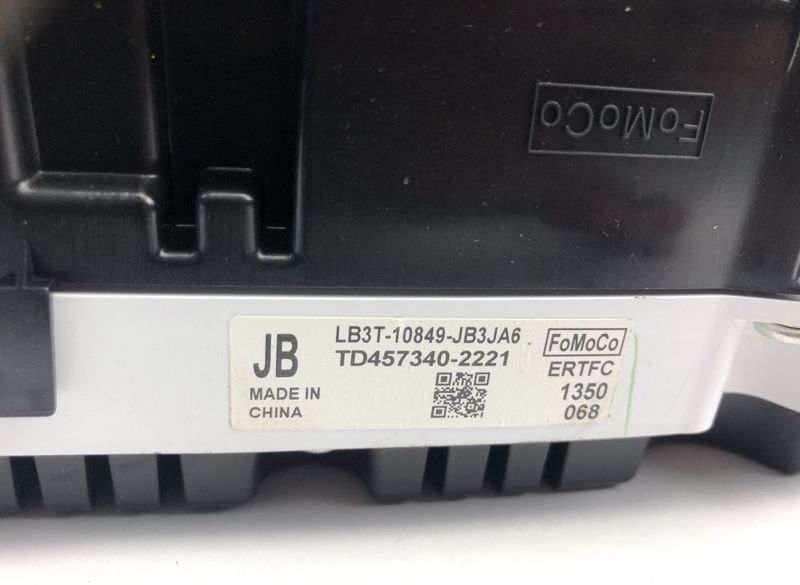 FoMoCo
JB
LB3T-10849-JB3JA6
TD457340-2221
MADE IN
CHINA
FoMoCo
ERTFC
1350
068